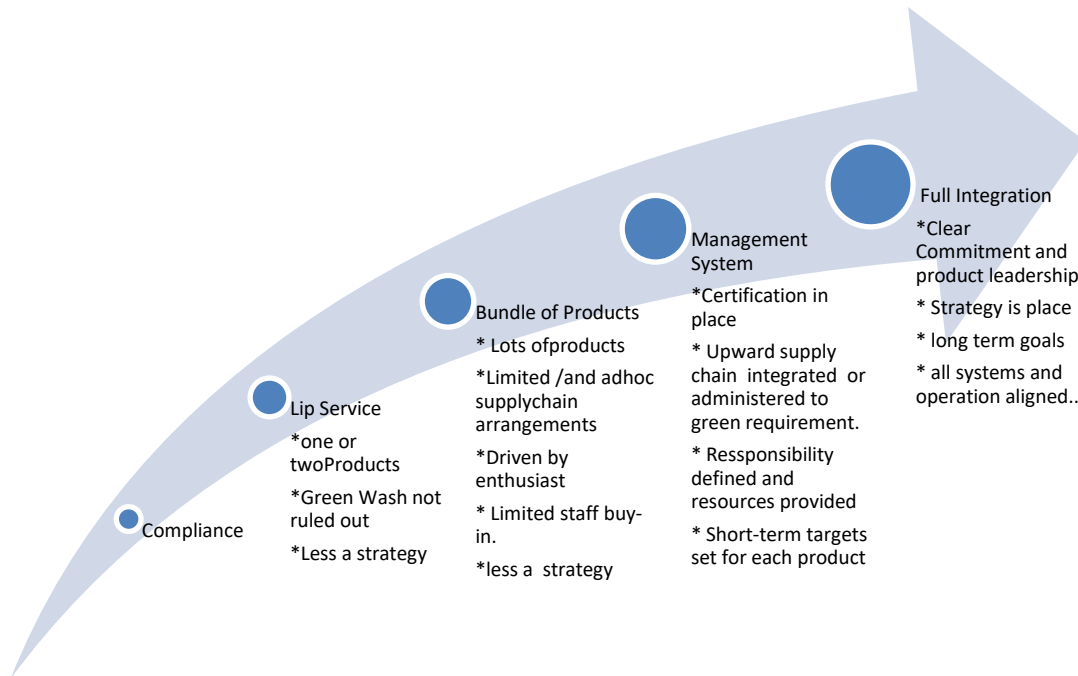 Compliance
Lip Service
*one or
twoProducts
*Green Wash not
ruled out
*Less a strategy
Bundle of Products
* Lots ofproducts
*Limited /and adhoc
supplychain
arrangements
*Driven by
enthusiast
* Limited staff buy-
in.
*less a  strategy
Management
System
*Certification in
place
* Upward supply
chain  integrated  or
administered to
green requirement.
* Ressponsibility
defined and
resources provided
* Short-term targets
set for each product
Full Integration
*Clear
Commitment and
product leadership
* Strategy is place
* long term goals
* all systems and
operation aligned..